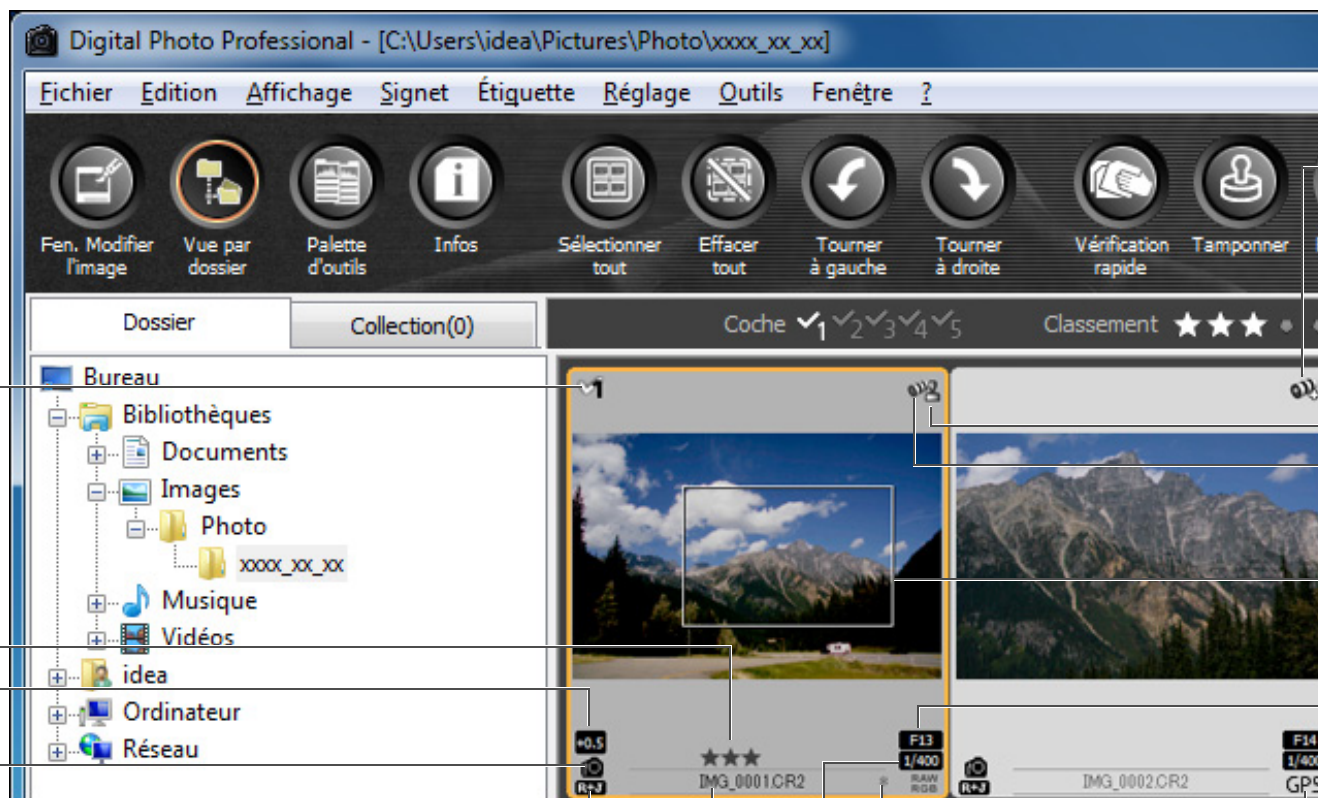 Digital Photo Professional - [C:\Users\idea\Pictures\Photo\xxxx_xx_xx]
Fichier Edition Affichage Signet Étiquette Réglage Outils Fenêtre ?
Fen. Modifier l'image
Vue par dossier
Palette d'outils
Infos
Sélectionner tout
Effacer tout
Tourner à gauche
Tourner à droite
Vérification rapide
Tamponner
Dossier
Collection(0)
Coche 1 2 3 4 5
Classement
Bureau
Bibliothèques
Documents
Images
Photo
xxxx_xx_xx
Musique
Vidéos
idea
Ordinateur
Réseau
1
+0.5
R+J
IMG_0001.CR2
F13
1/400
RAW
RGB
R+J
IMG_0002.CR2
F14
1/400
GPS